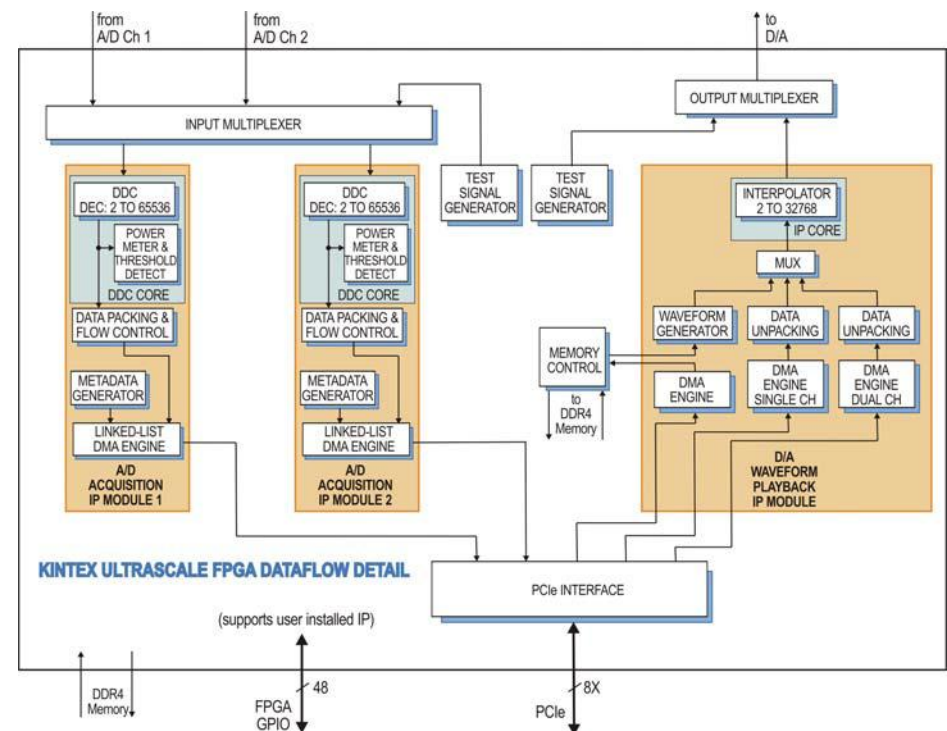 from
A/D Ch 1
from
A/D Ch 2
to
D/A
INPUT MULTIPLEXER
OUTPUT MULTIPLEXER
DDC
DEC: 2 TO 65536
POWER
METER &
THRESHOLD
DETECT
DDC CORE
DATA PACKING &
FLOW CONTROL
METADATA
GENERATOR
LINKED-LIST
DMA ENGINE
A/D
ACQUISITION
IP MODULE 1
DDC
DEC: 2 TO 65536
POWER
METER &
THRESHOLD
DETECT
DDC CORE
DATA PACKING &
FLOW CONTROL
METADATA
GENERATOR
LINKED-LIST
DMA ENGINE
A/D
ACQUISITION
IP MODULE 2
TEST
SIGNAL
GENERATOR
TEST
SIGNAL
GENERATOR
INTERPOLATOR
2 TO 32768
IP CORE
MUX
WAVEFORM
GENERATOR
DATA
UNPACKING
DATA
UNPACKING
MEMORY
CONTROL
to
DDR4
Memory
DMA
ENGINE
DMA
ENGINE
SINGLE CH
DMA
ENGINE
DUAL CH
D/A
WAVEFORM
PLAYBACK
IP MODULE
KINTEX ULTRASCALE FPGA DATAFLOW DETAIL
PCIe INTERFACE
(supports user installed IP)
DDR4
Memory
48
FPGA
GPIO
8X
PCIe